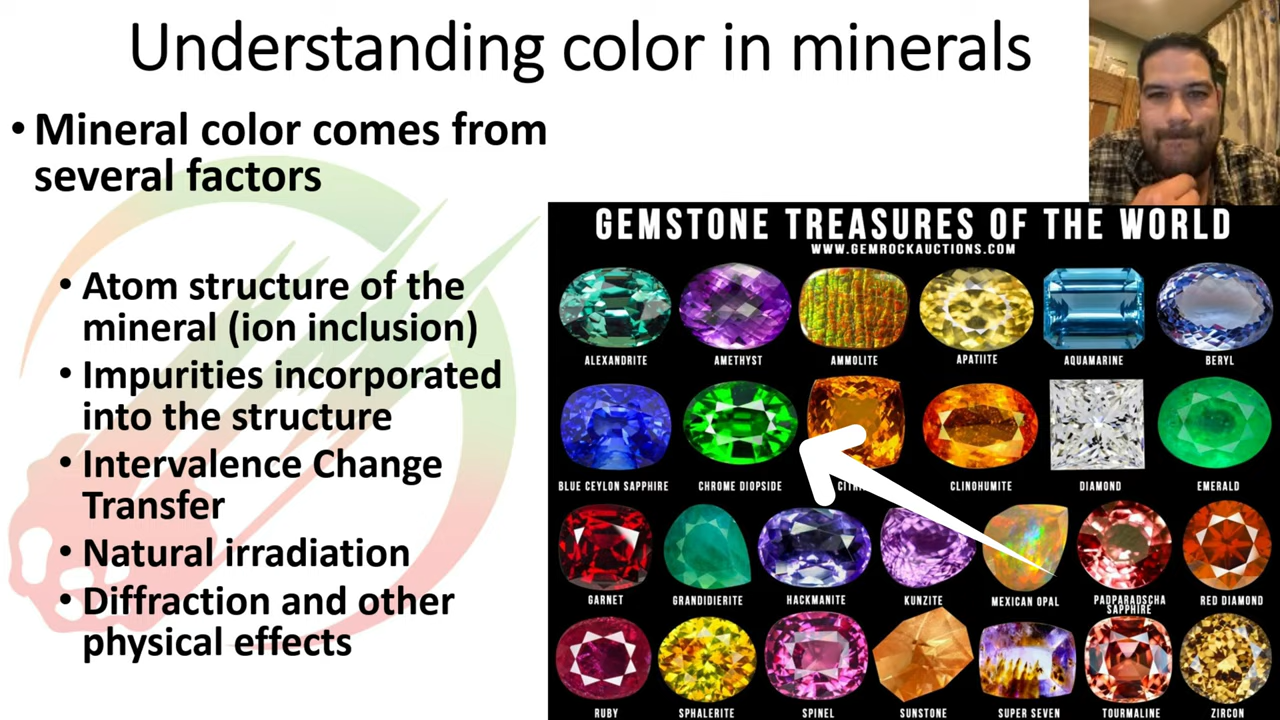 Understanding color in minerals
• Mineral color comes from
several factors
• Atom structure of the
mineral (ion inclusion)
• Impurities incorporated
into the structure
• Intervalence Change
Transfer
• Natural irradiation
• Diffraction and other
physical effects
GEMSTONE TREASURES OF THE WORLD
WWW.GEMROCKAUCTIONS.COM
ALEXANDRITE AMETHYST AMMOLITE APATIITE AQUAMARINE BERYL
BLUE CEYLON SAPPHIRE CHROME DIOPSIDE CLINOHUMITE DIAMOND EMERALD
GARNET GRANDIDIERITE HACKMANITE KUNZITE MEXICAN OPAL PADPARADSCHA RED DIAMOND
SAPPHIRE
RUBY SPHALERITE SPINEL SUNSTONE SUPER SEVEN TOURMALINE ZIRCON